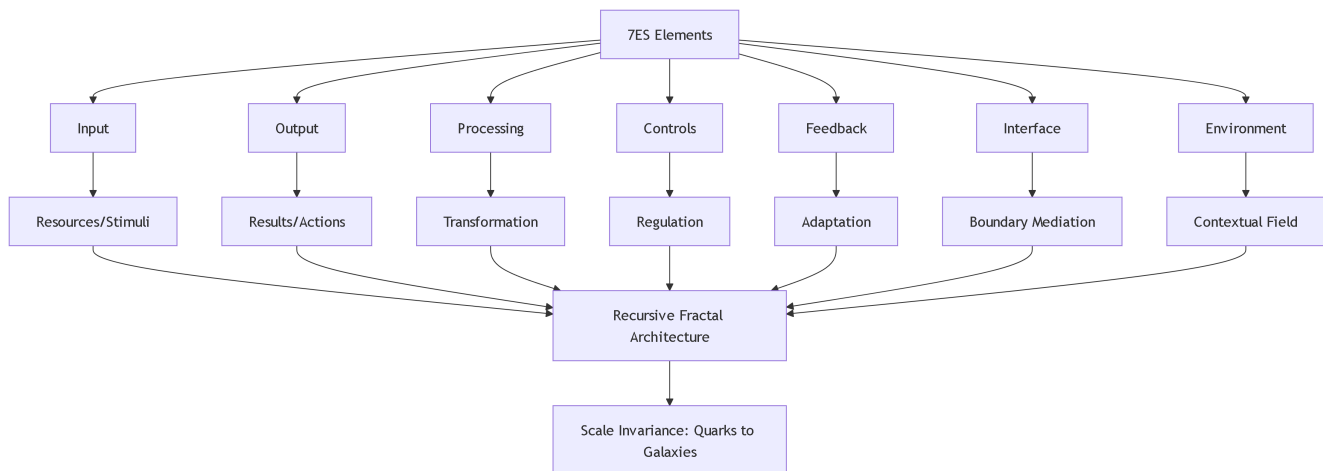 7ES Elements
Input
Output
Processing
Controls
Feedback
Interface
Environment
Resources/Stimuli
Results/Actions
Transformation
Regulation
Adaptation
Boundary Mediation
Contextual Field
Recursive Fractal
Architecture
Scale Invariance: Quarks to
Galaxies